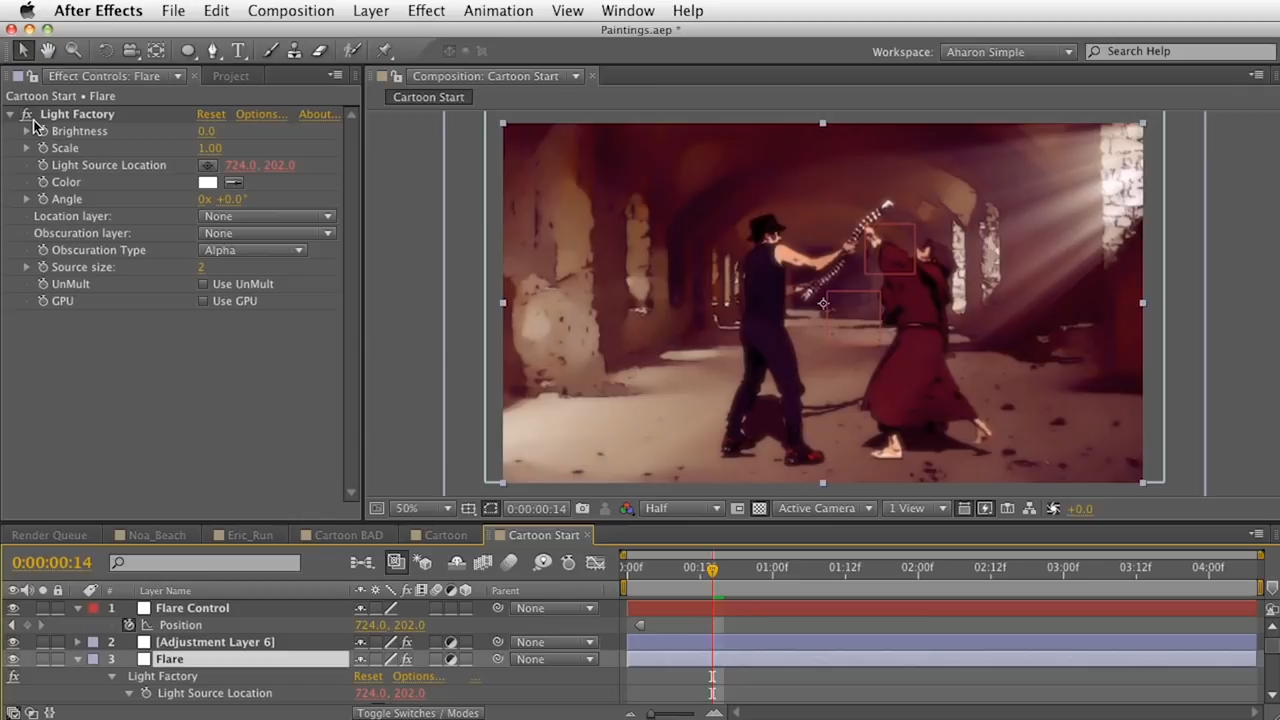 After Effects File Edit Composition Layer Effect Animation View Window Help
Paintings.aep *
Workspace: Aharon Simple Search Help
Effect Controls: Flare Project Composition: Cartoon Start
Cartoon Start • Flare Cartoon Start
fx Light Factory Reset Options... About...
Brightness 0.0
Scale 1.00
Light Source Location 724.0, 202.0
Color
Angle 0x +0.0°
Location layer: None
Obscuration layer: None
Obscuration Type Alpha
Source size: 2
UnMult Use UnMult
GPU Use GPU
50% 0:00:00:14 Half Active Camera 1 View +0.0
Render Queue Noa_Beach Eric_Run Cartoon BAD Cartoon Cartoon Start
0:00:00:14
01:00f 01:12f 02:00f 02:12f 03:00f 03:12f 04:00f
# Layer Name Parent
1 Flare Control None
Position 724.0, 202.0
2 [Adjustment Layer 6] fx None
3 Flare fx None
fx Light Factory Reset Options... ...
Light Source Location 724.0, 202.0
Toggle Switches / Modes